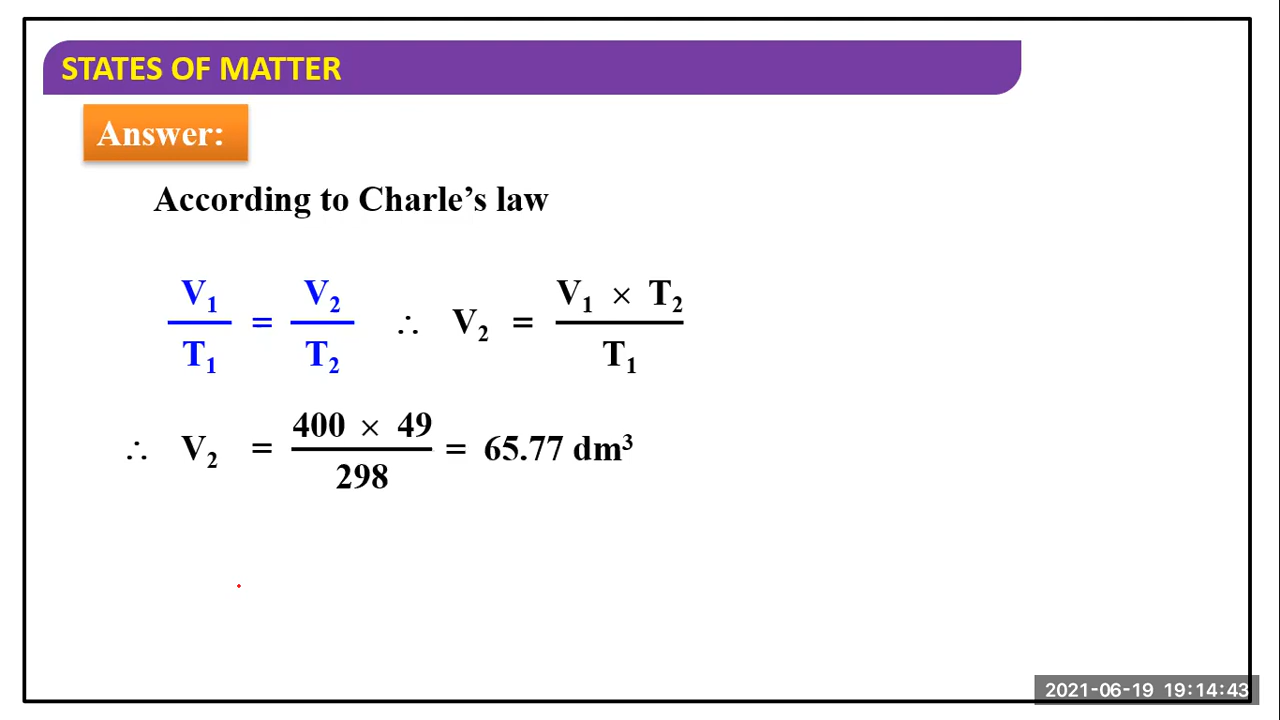 STATES OF MATTER
Answer:
According to Charle’s law
V₁/T₁ = V₂/T₂ ∴ V₂ = V₁ × T₂/T₁
∴ V₂ = 400 × 49/298 = 65.77 dm³
2021-06-19 19:14:43